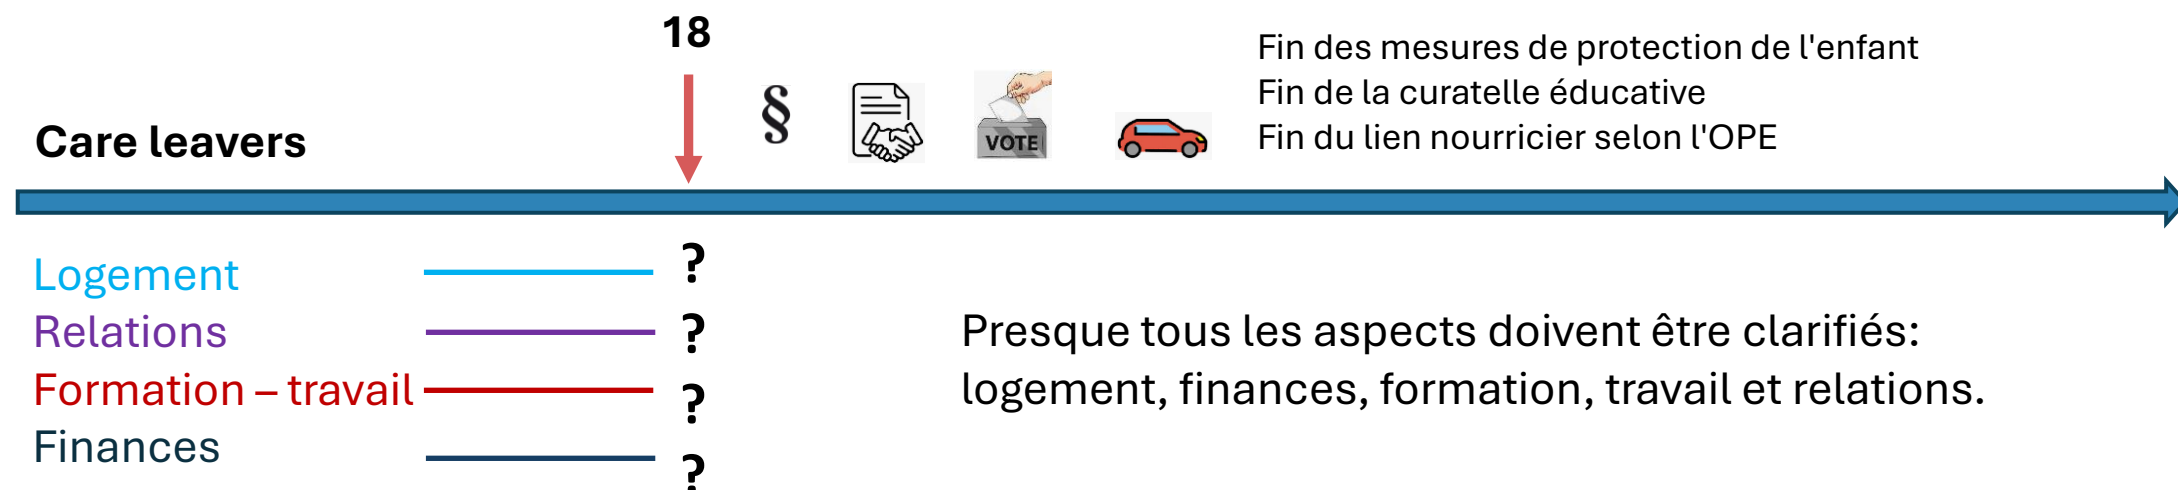 18
Fin des mesures de protection de l'enfant
Fin de la curatelle éducative
Fin du lien nourricier selon l'OPE
§
VOTE
Care leavers
Logement ?
Relations ?
Formation – travail ?
Finances ?
Presque tous les aspects doivent être clarifiés:
logement, finances, formation, travail et relations.